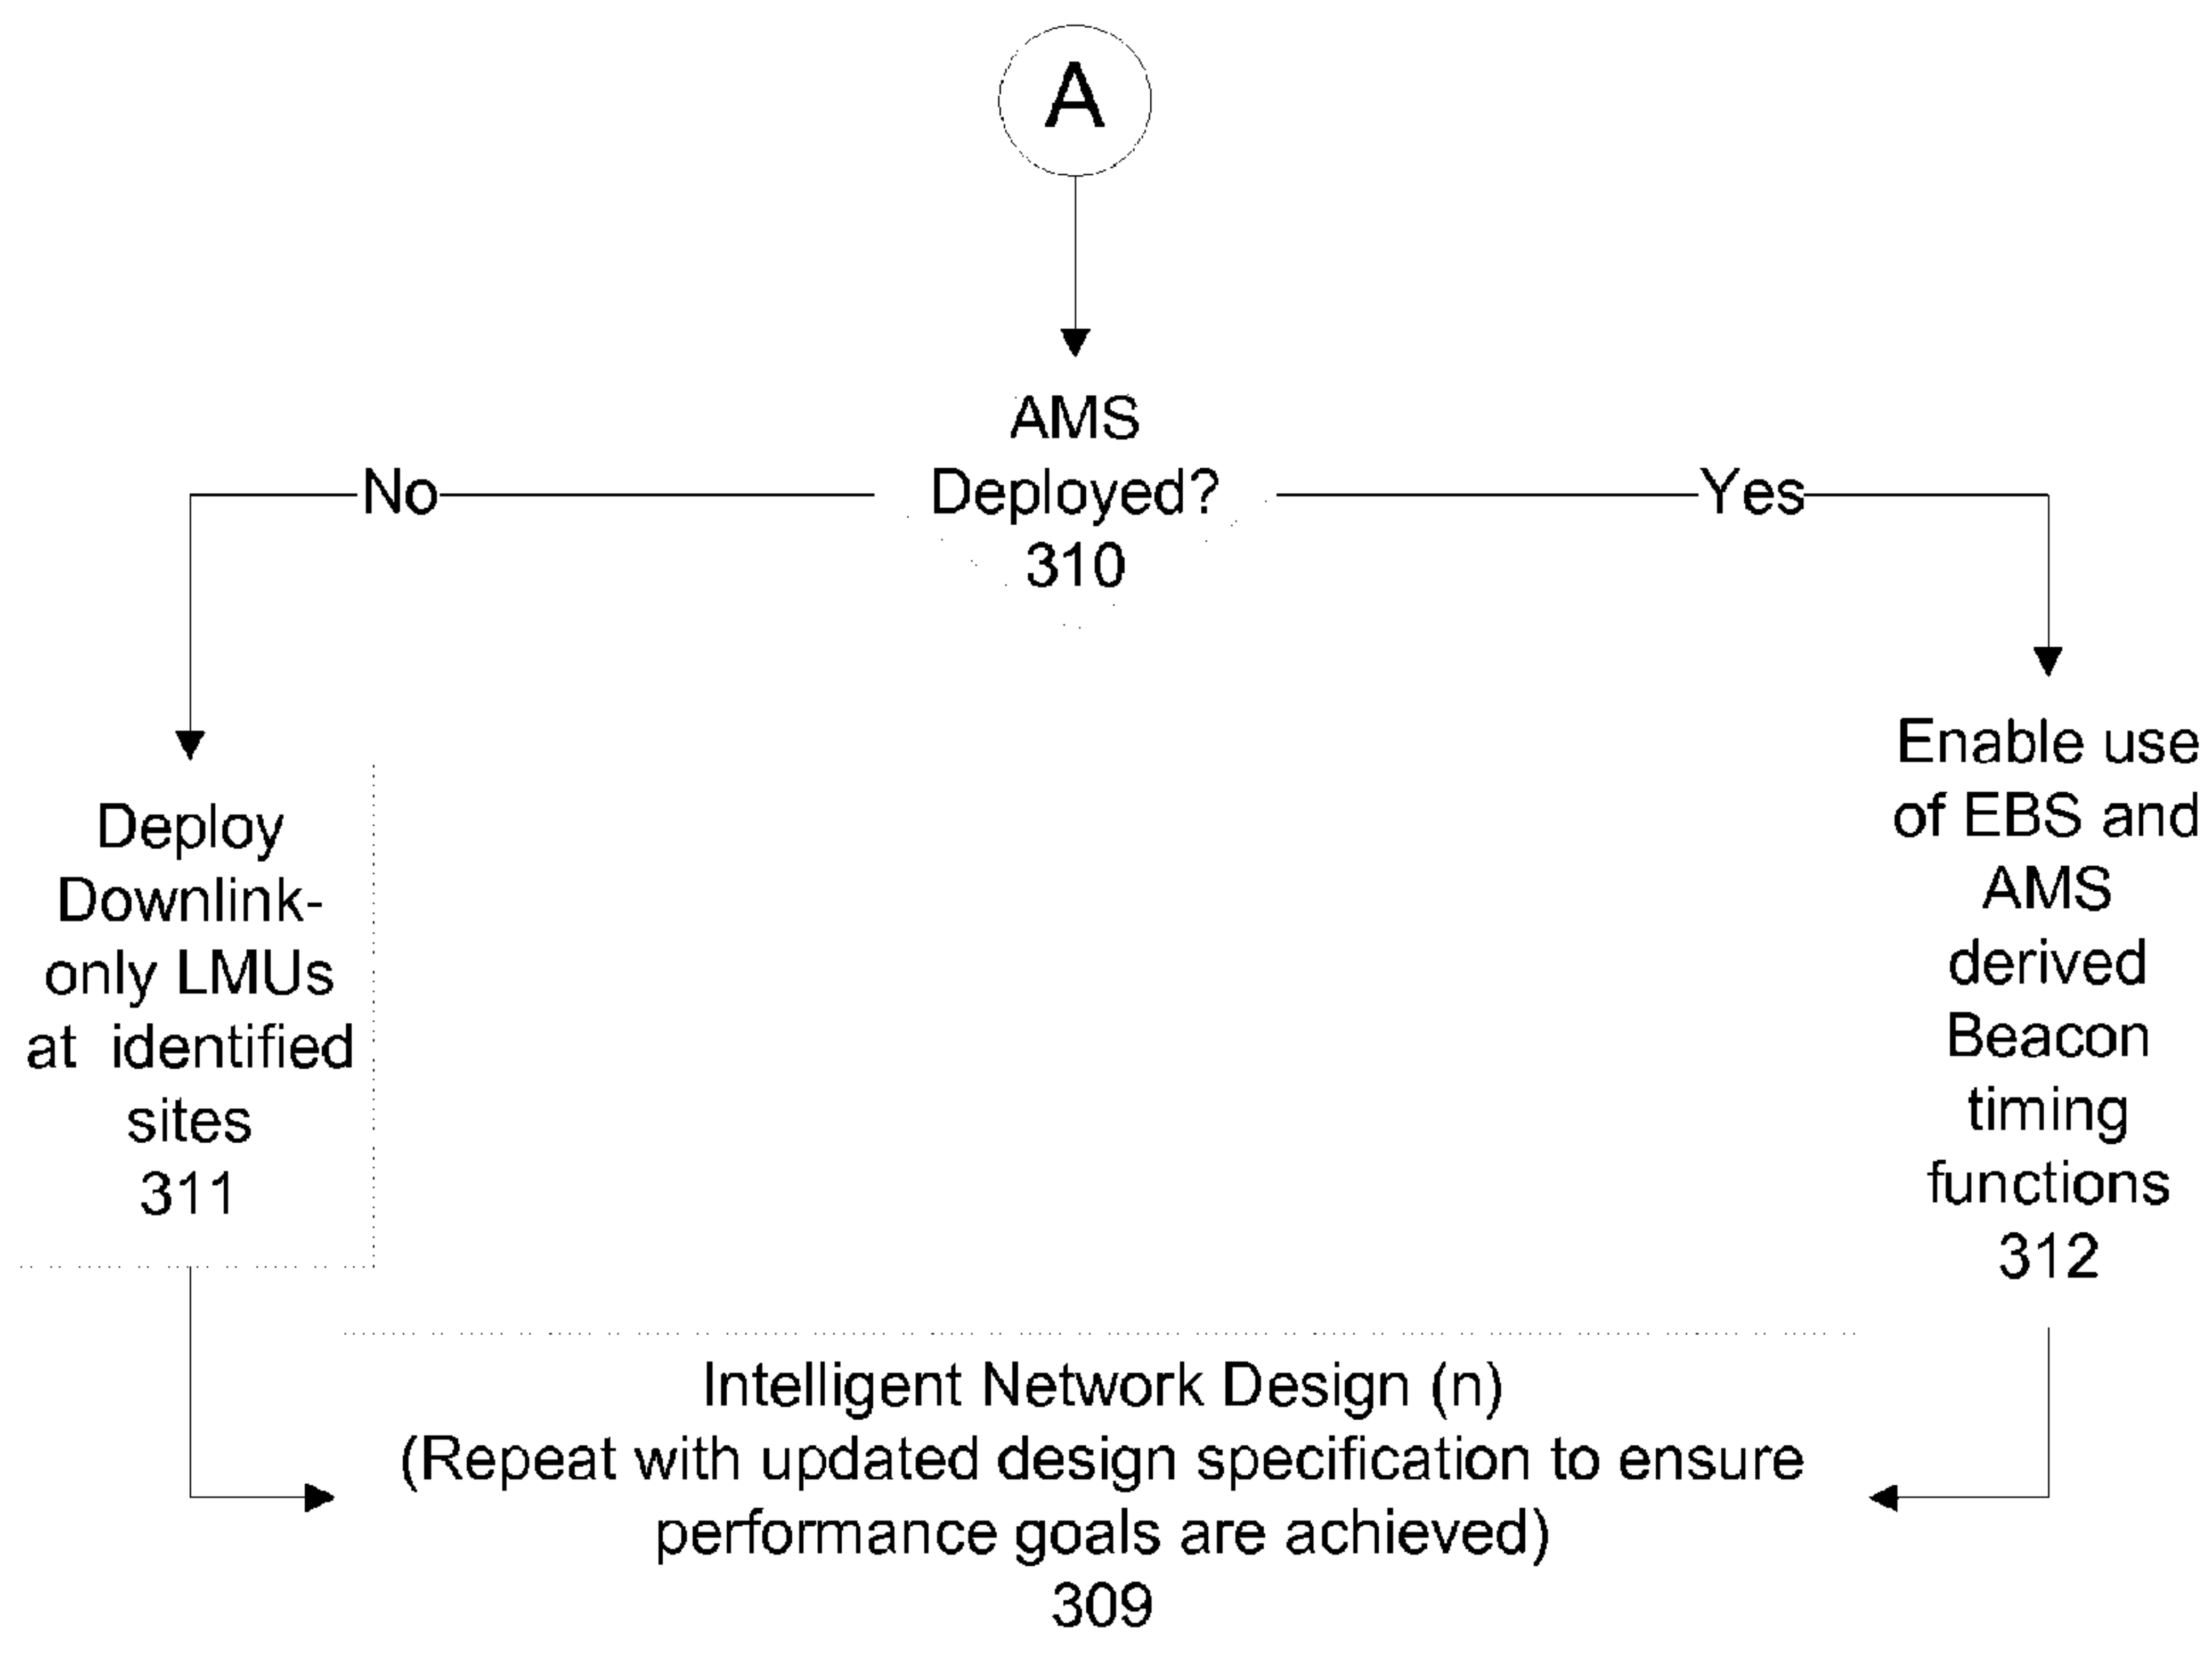 A
AMS
Deployed?
310
No
Yes
Deploy
Downlink-
only LMUs
at identified
sites
311
Enable use
of EBS and
AMS
derived
Beacon
timing
functions
312
Intelligent Network Design (n)
(Repeat with updated design specification to ensure
performance goals are achieved)
309